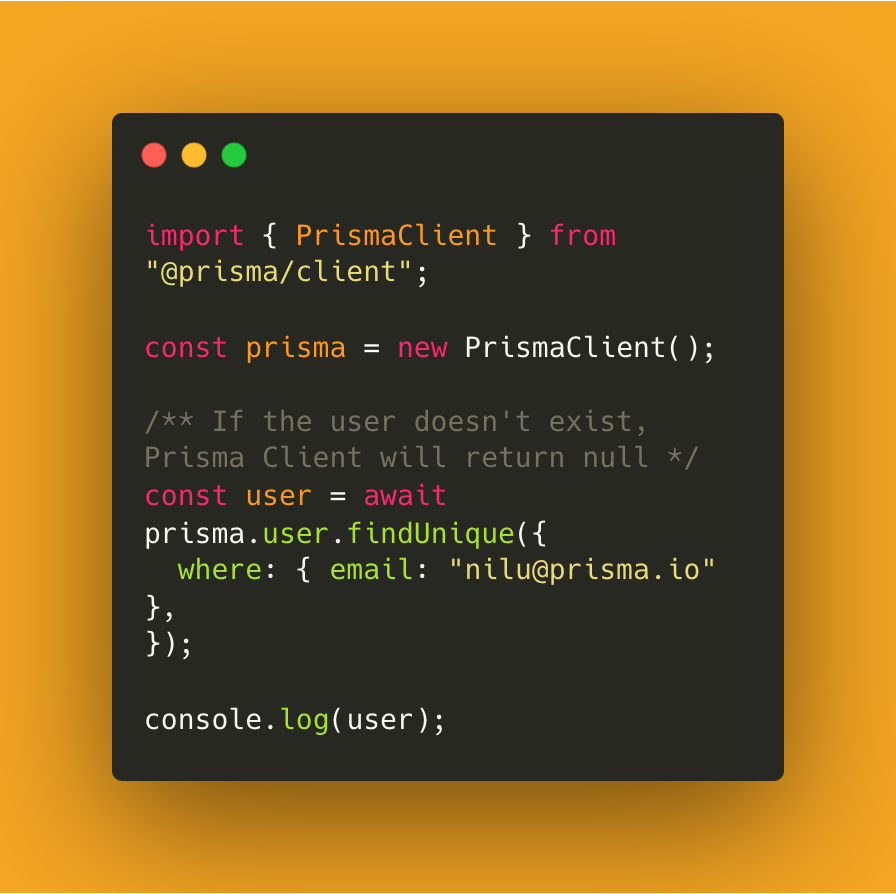 import { PrismaClient } from
"@prisma/client";
const prisma = new PrismaClient();
/** If the user doesn't exist,
Prisma Client will return null */
const user = await
prisma.user.findUnique({
  where: { email: "nilu@prisma.io"
},
});
console.log(user);